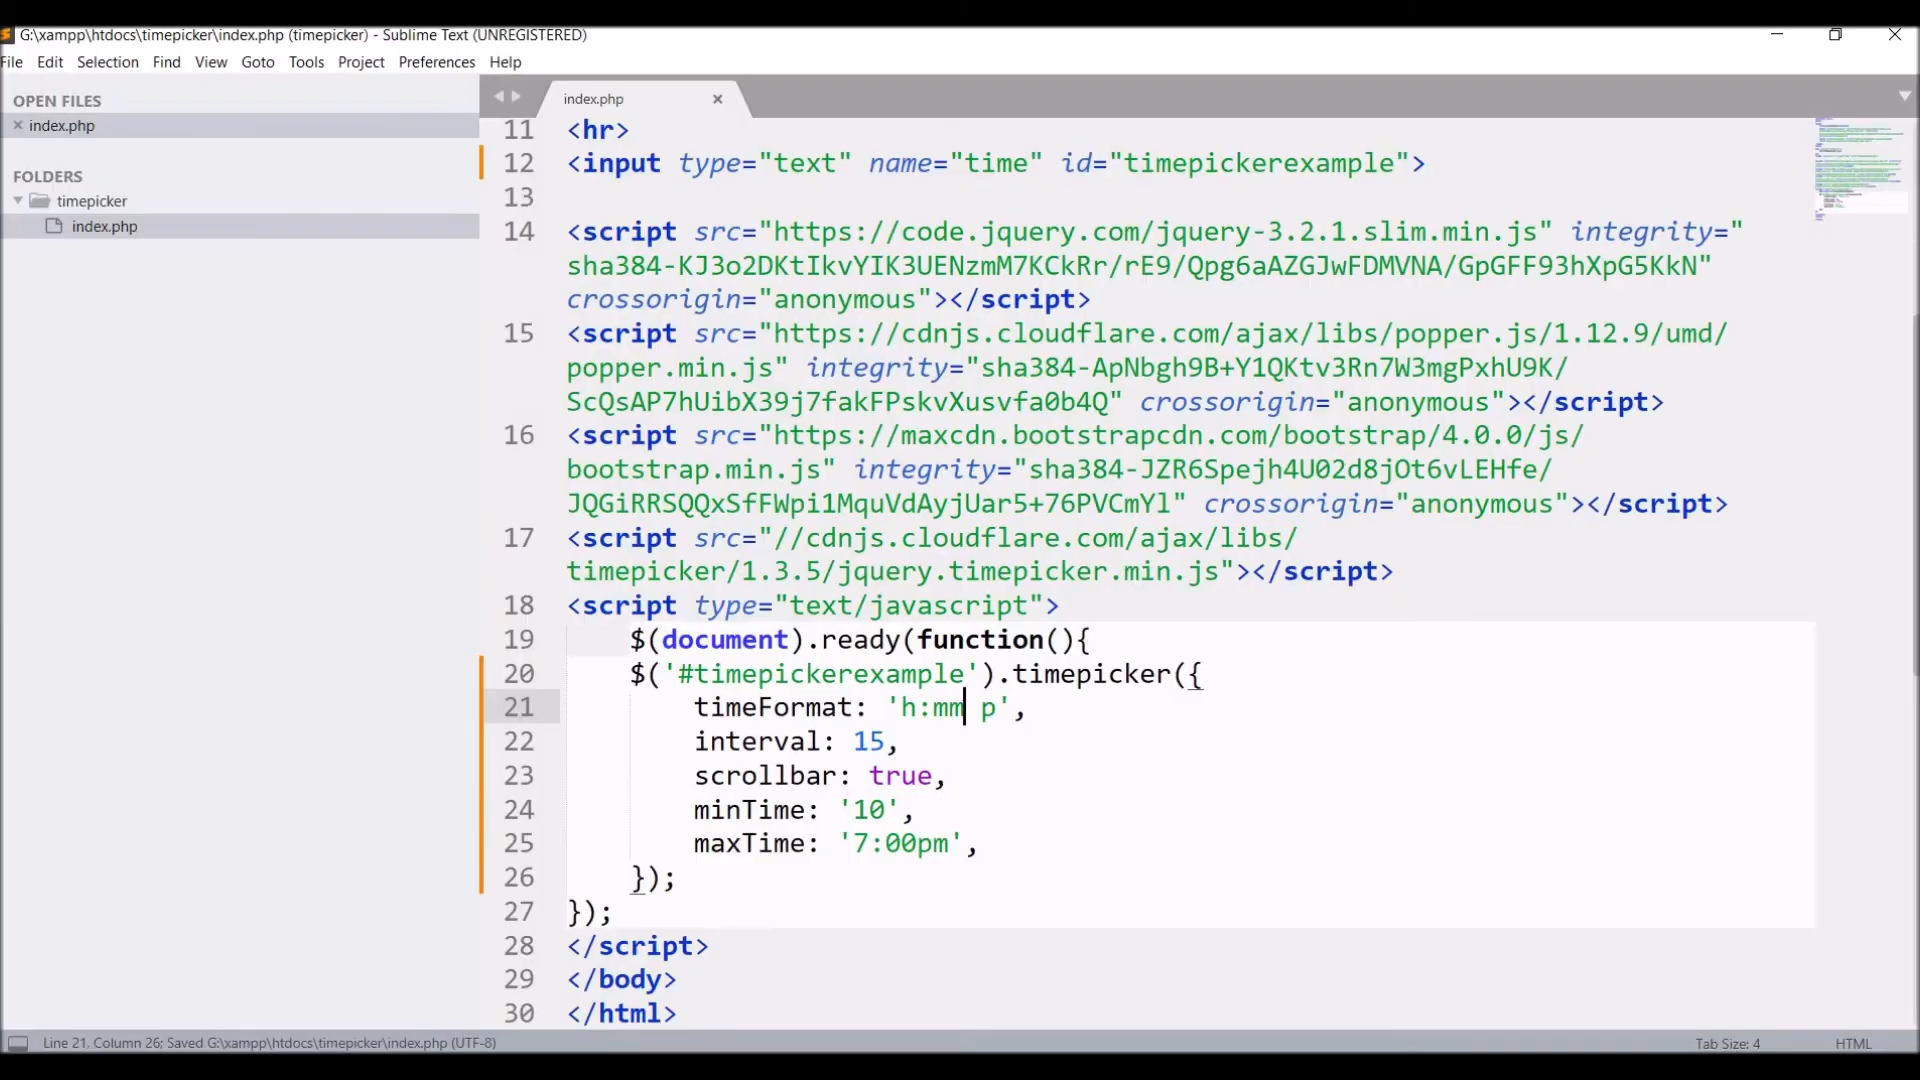 G:\xampp\htdocs\timepicker\index.php (timepicker) - Sublime Text (UNREGISTERED)
File Edit Selection Find View Goto Tools Project Preferences Help
OPEN FILES
index.php
FOLDERS
timepicker
index.php
index.php
11 <hr>
12 <input type="text" name="time" id="timepickerexample">
13
14 <script src="https://code.jquery.com/jquery-3.2.1.slim.min.js" integrity="
sha384-KJ3o2DKtIkvYIK3UENzmM7KCkRr/rE9/Qpg6aAZGJwFDMVNA/GpGFF93hXpG5KkN"
crossorigin="anonymous"></script>
15 <script src="https://cdnjs.cloudflare.com/ajax/libs/popper.js/1.12.9/umd/
popper.min.js" integrity="sha384-ApNbgh9B+Y1QKtv3Rn7W3mgPxhU9K/
ScQsAP7hUibX39j7fakFPskvXusvfa0b4Q" crossorigin="anonymous"></script>
16 <script src="https://maxcdn.bootstrapcdn.com/bootstrap/4.0.0/js/
bootstrap.min.js" integrity="sha384-JZR6Spejh4U02d8jOt6vLEHfe/
JQGiRRSQQxSfFWpi1MquVdAyjUar5+76PVCmYl" crossorigin="anonymous"></script>
17 <script src="//cdnjs.cloudflare.com/ajax/libs/
timepicker/1.3.5/jquery.timepicker.min.js"></script>
18 <script type="text/javascript">
19 $(document).ready(function(){
20 $('#timepickerexample').timepicker({
21 timeFormat: 'h:mm p',
22 interval: 15,
23 scrollbar: true,
24 minTime: '10',
25 maxTime: '7:00pm',
26 });
27 });
28 </script>
29 </body>
30 </html>
Line 21, Column 26; Saved G:\xampp\htdocs\timepicker\index.php (UTF-8)
Tab Size: 4
HTML